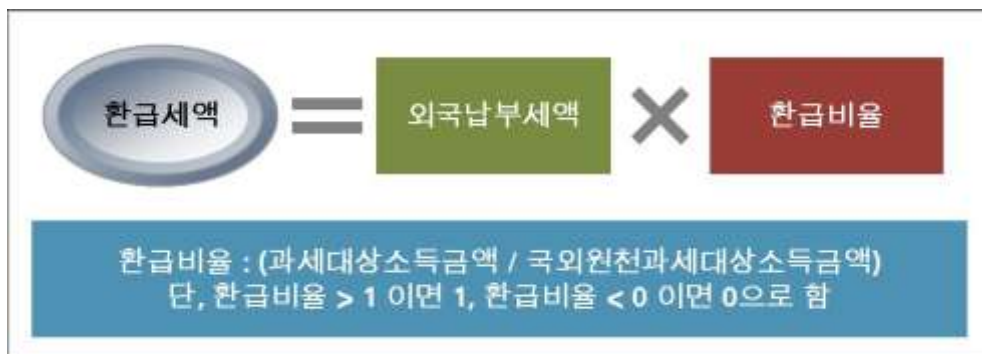 환급세액 = 외국납부세액 × 환급비율
환급비율 : (과세대상소득금액 / 국외원천과세대상소득금액)
단, 환급비율 > 1 이면 1, 환급비율 < 0 이면 0으로 함